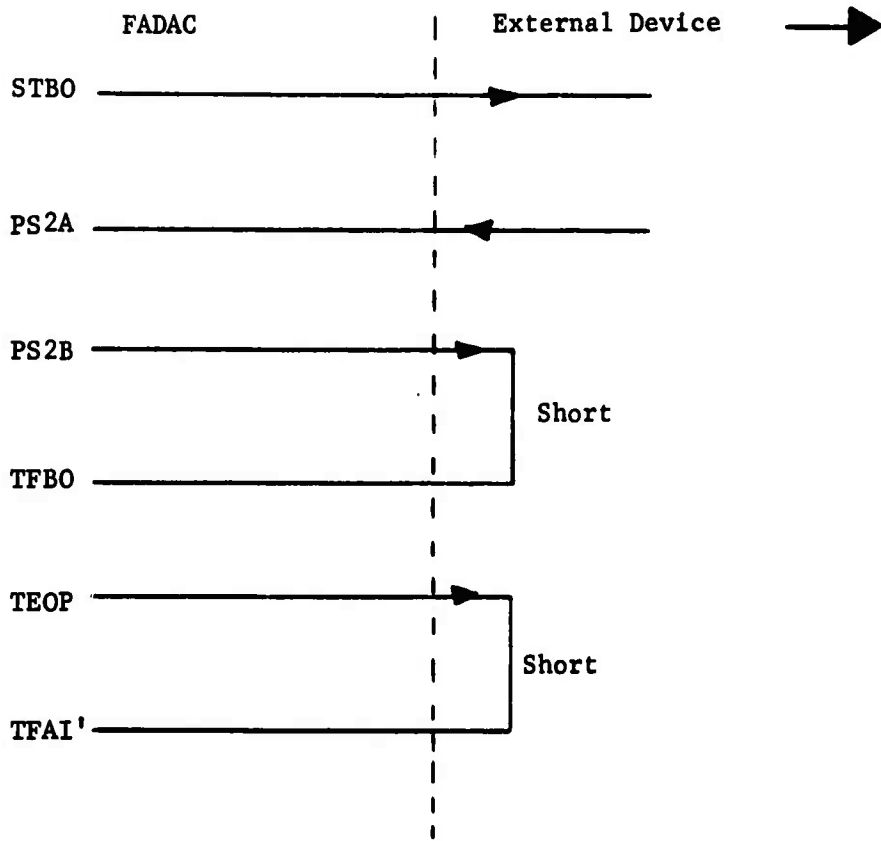 FADAC External Device
STBO
PS2A
PS2B
Short
TFBO
TEOP
Short
TFAI'